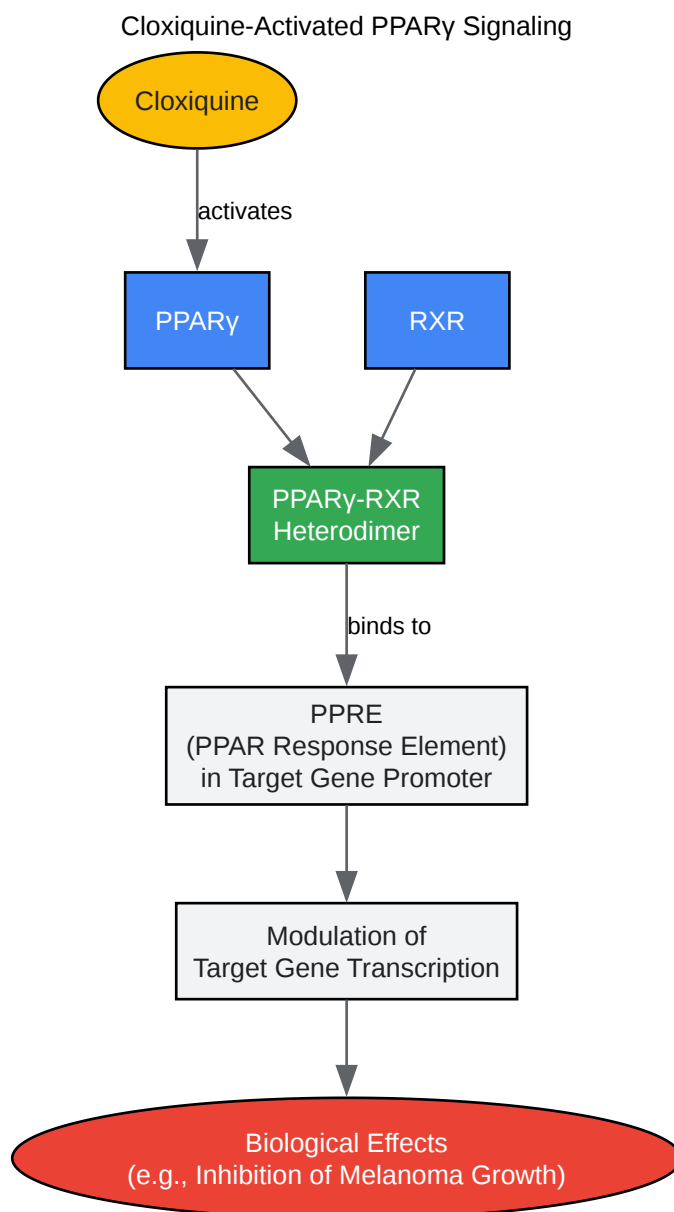 Cloxiquine-Activated PPARγ Signaling
Cloxiquine
activates
PPARγ
RXR
PPARγ-RXR
Heterodimer
binds to
PPRE
(PPAR Response Element)
in Target Gene Promoter
Modulation of
Target Gene Transcription
Biological Effects
(e.g., Inhibition of Melanoma Growth)